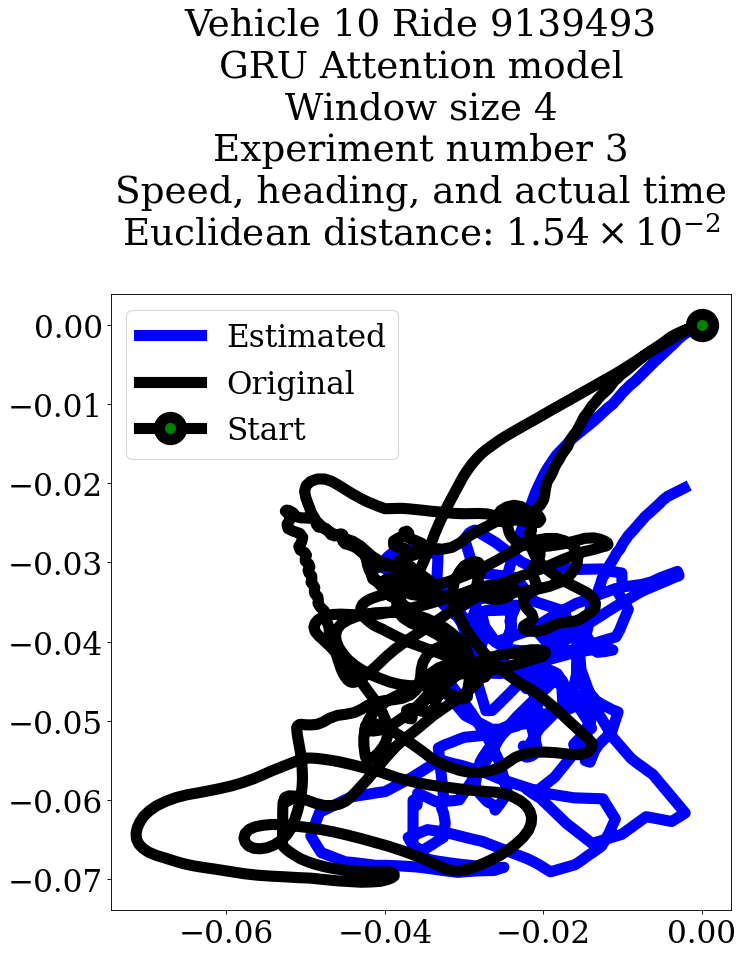 Vehicle 10 Ride 9139493
GRU Attention model
Window size 4
Experiment number 3
Speed, heading, and actual time
Euclidean distance: 1.54 × 10⁻²
Estimated
Original
Start
0.00
−0.01
−0.02
−0.03
−0.04
−0.05
−0.06
−0.07
−0.06 −0.04 −0.02 0.00